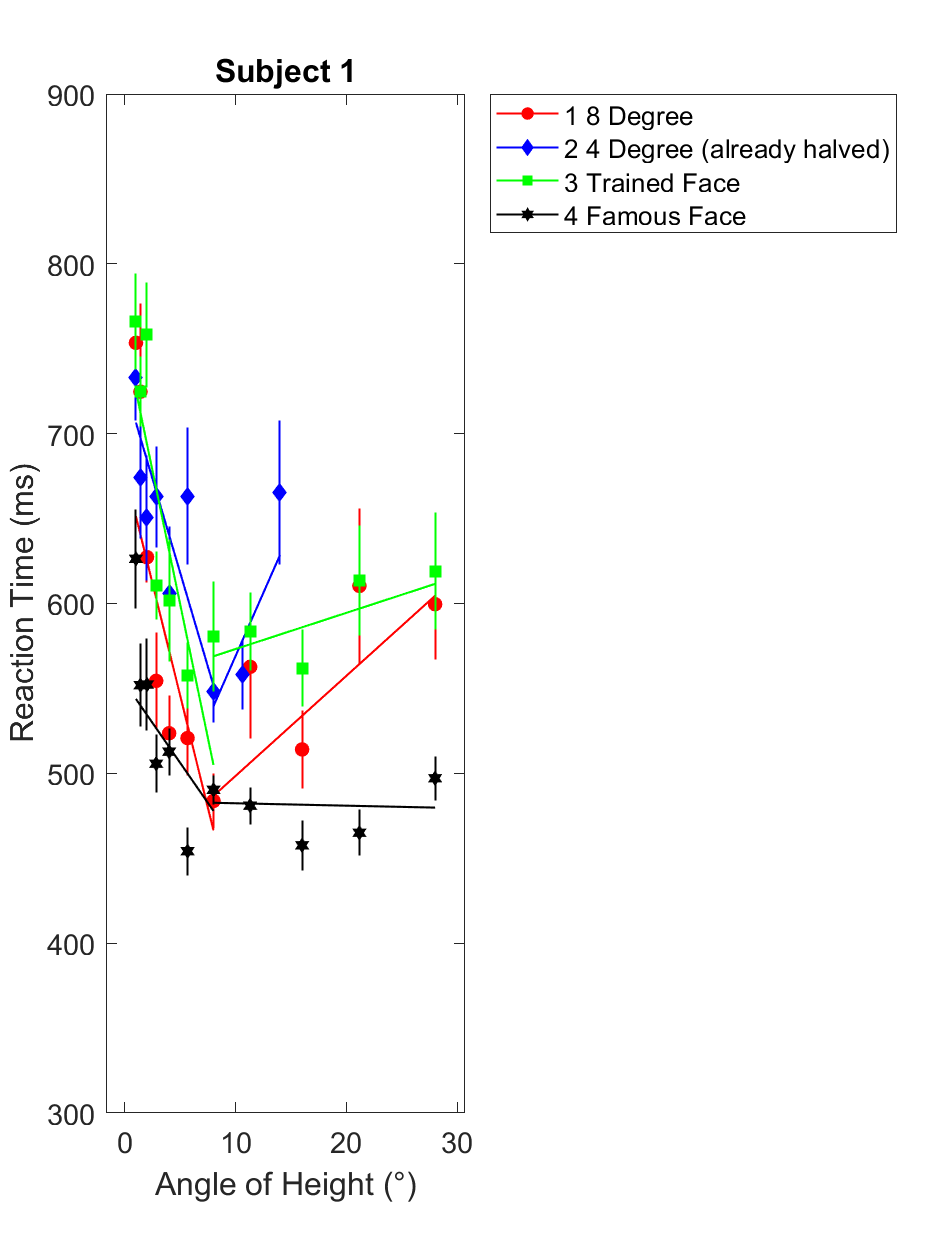 Subject 1
900
800
700
600
500
400
300
0 10 20 30
Reaction Time (ms)
Angle of Height (°)
1 8 Degree
2 4 Degree (already halved)
3 Trained Face
4 Famous Face